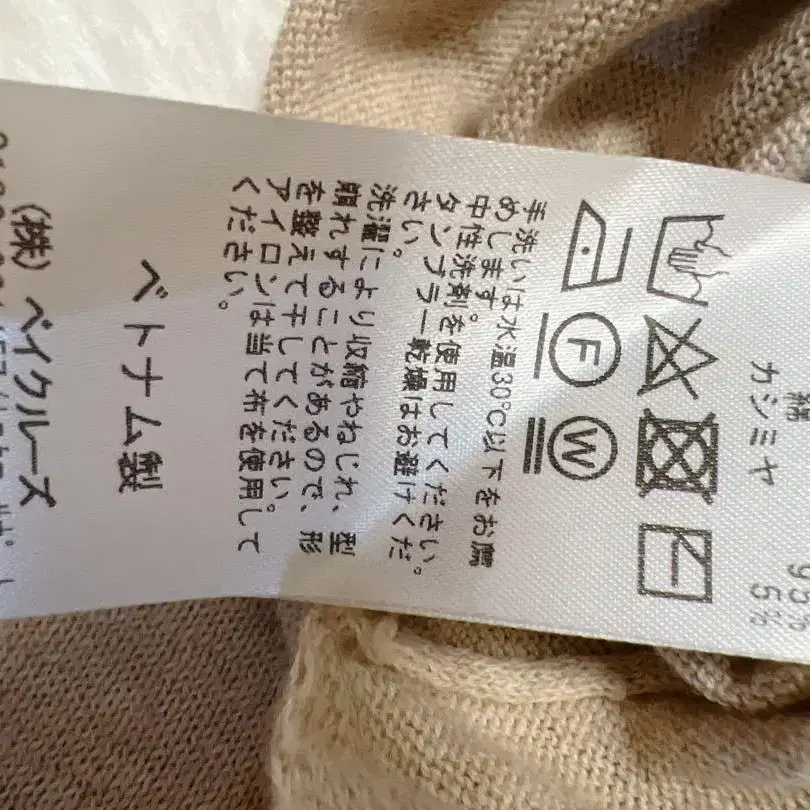 綿 95%
カシミヤ 5%
F
W
手洗いは水温30℃以下をお薦
めします。
中性洗剤を使用してください。
タンブラー乾燥はお避けくだ
さい。
洗濯により収縮やねじれ、型
崩れすることがあるので、形
を整えて干してください。
アイロンは当て布を使用して
ください。
ベトナム製
(株) ベイクルーズ